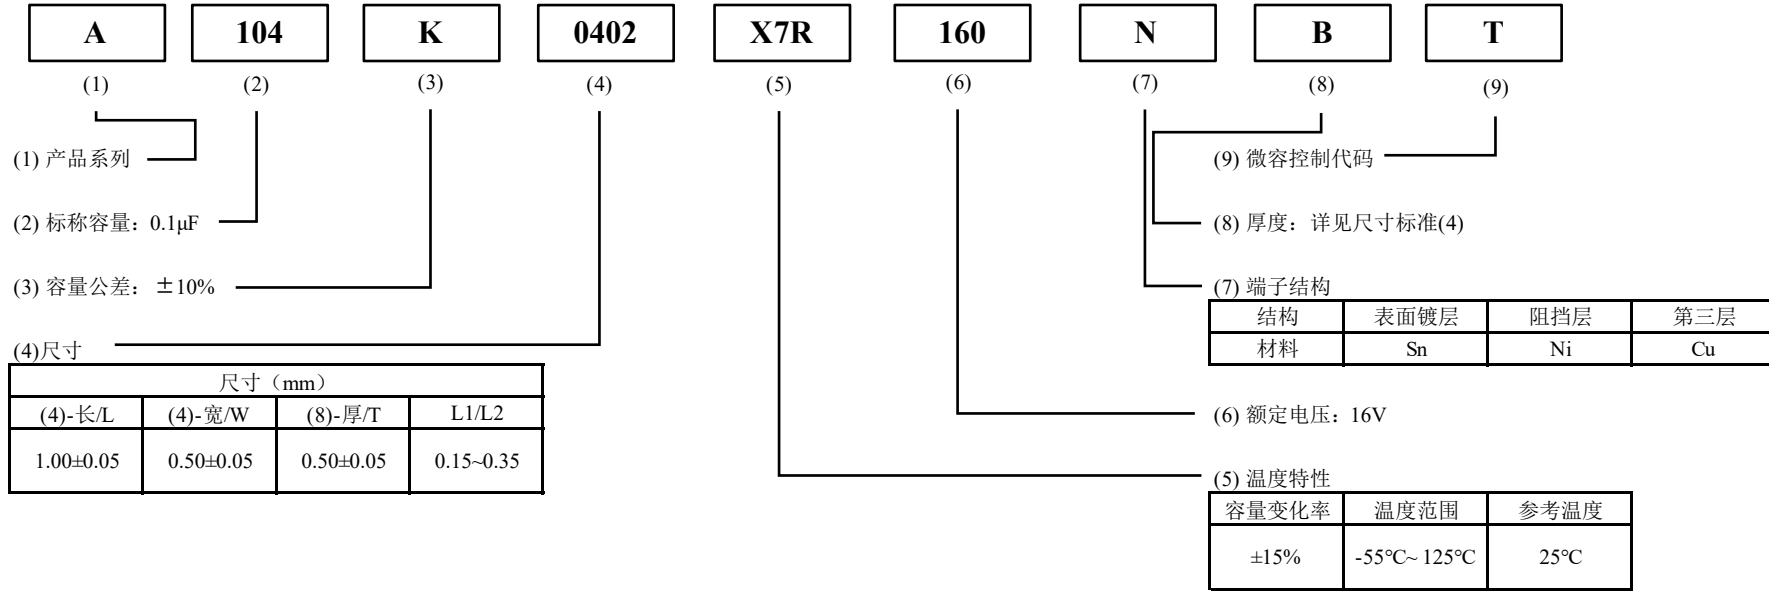 A 104 K 0402 X7R 160 N B T
(1) (2) (3) (4) (5) (6) (7) (8) (9)
(1) 产品系列
(2) 标称容量：0.1μF
(3) 容量公差：±10%
(4)尺寸
尺寸（mm）
(4)-长/L (4)-宽/W (8)-厚/T L1/L2
1.00±0.05 0.50±0.05 0.50±0.05 0.15~0.35
(9) 微容控制代码
(8) 厚度：详见尺寸标准(4)
(7) 端子结构
结构 表面镀层 阻挡层 第三层
材料 Sn Ni Cu
(6) 额定电压：16V
(5) 温度特性
容量变化率 温度范围 参考温度
±15% -55℃~ 125℃ 25℃